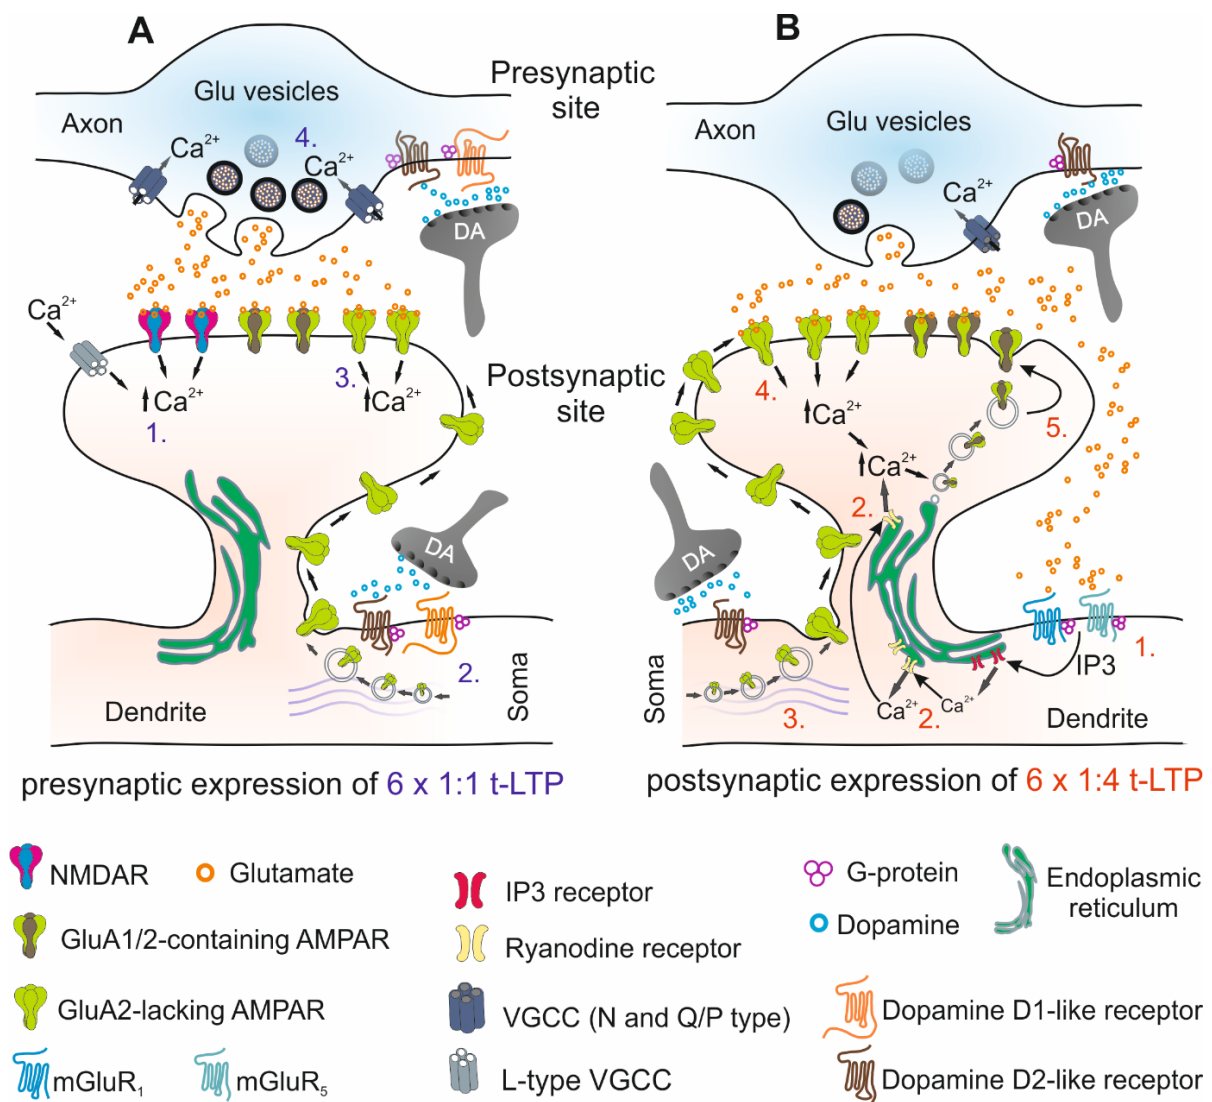 A
Glu vesicles
Axon
Ca2+
4.
Ca2+
DA
Presynaptic
site
Ca2+
Ca2+
1.
3.
Ca2+
Postsynaptic
site
DA
2.
Dendrite
Soma
presynaptic expression of 6 x 1:1 t-LTP
B
Axon
Glu vesicles
Ca2+
DA
4.
Ca2+
5.
Ca2+
2.
DA
1.
IP3
Soma
3.
Ca2+
2.
Ca2+
Dendrite
postsynaptic expression of 6 x 1:4 t-LTP
NMDAR
Glutamate
GluA1/2-containing AMPAR
GluA2-lacking AMPAR
mGluR1
mGluR5
IP3 receptor
Ryanodine receptor
VGCC (N and Q/P type)
L-type VGCC
G-protein
Dopamine
Endoplasmic
reticulum
Dopamine D1-like receptor
Dopamine D2-like receptor